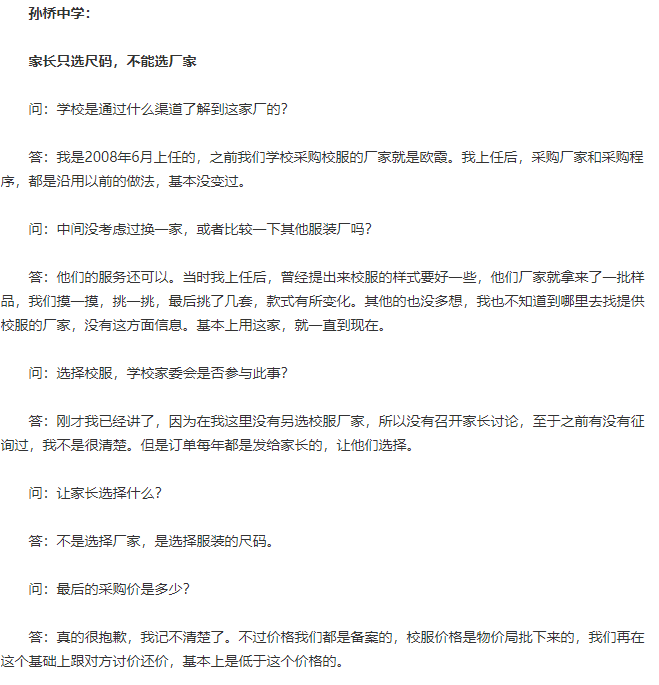 孙桥中学：
家长只选尺码，不能选厂家
问：学校是通过什么渠道了解到这家厂的？
答：我是2008年6月上任的，之前我们学校采购校服的厂家就是欧霞。我上任后，采购厂家和采购程
序，都是沿用以前的做法，基本没变过。
问：中间没考虑过换一家，或者比较一下其他服装厂吗？
答：他们的服务还可以。当时我上任后，曾经提出来校服的样式要好一些，他们厂家就拿来了一批样
品，我们摸一摸，挑一挑，最后挑了几套，款式有所变化。其他的也没多想，我也不知道到哪里去找提供
校服的厂家，没有这方面信息。基本上用这家，就一直到现在。
问：选择校服，学校家委会是否参与此事？
答：刚才我已经讲了，因为在我这里没有另选校服厂家，所以没有召开家长讨论，至于之前有没有征
询过，我不是很清楚。但是订单每年都是发给家长的，让他们选择。
问：让家长选择什么？
答：不是选择厂家，是选择服装的尺码。
问：最后的采购价是多少？
答：真的很抱歉，我记不清楚了。不过价格我们都是备案的，校服价格是物价局批下来的，我们再在
这个基础上跟对方讨价还价，基本上是低于这个价格的。